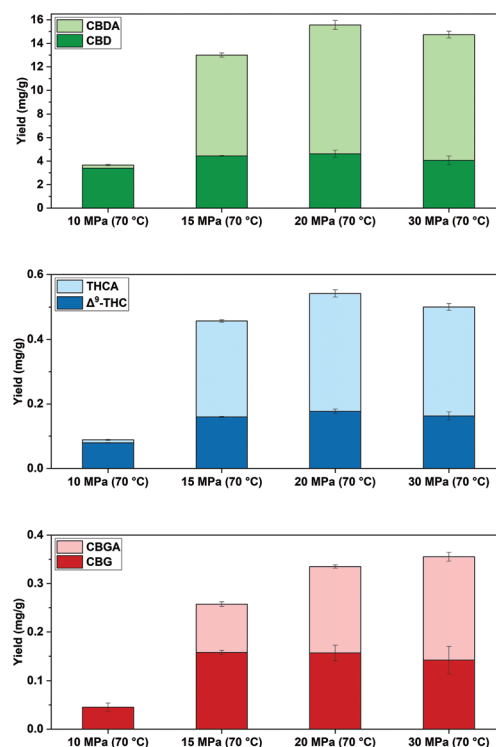 CBDA
CBD
Yield (mg/g)
16
14
12
10
8
6
4
2
0
10 MPa (70 °C) 15 MPa (70 °C) 20 MPa (70 °C) 30 MPa (70 °C)
THCA
Δ⁹-THC
Yield (mg/g)
0.6
0.4
0.2
0.0
10 MPa (70 °C) 15 MPa (70 °C) 20 MPa (70 °C) 30 MPa (70 °C)
CBGA
CBG
Yield (mg/g)
0.4
0.3
0.2
0.1
0.0
10 MPa (70 °C) 15 MPa (70 °C) 20 MPa (70 °C) 30 MPa (70 °C)